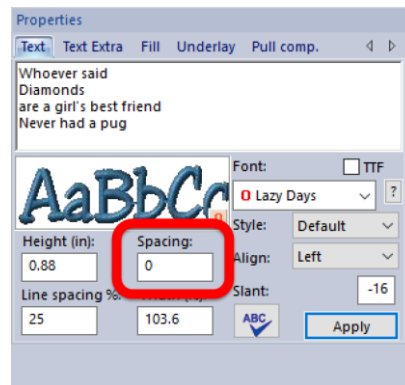 Properties
Text Text Extra Fill Underlay Pull comp.
Whoever said
Diamonds
are a girl's best friend
Never had a pug
AaBbCc
Font: TTF
O Lazy Days ?
Style: Default
Height (in): Spacing:
0.88 0
Align: Left
Line spacing %:
Slant: -16
25 103.6
ABC Apply